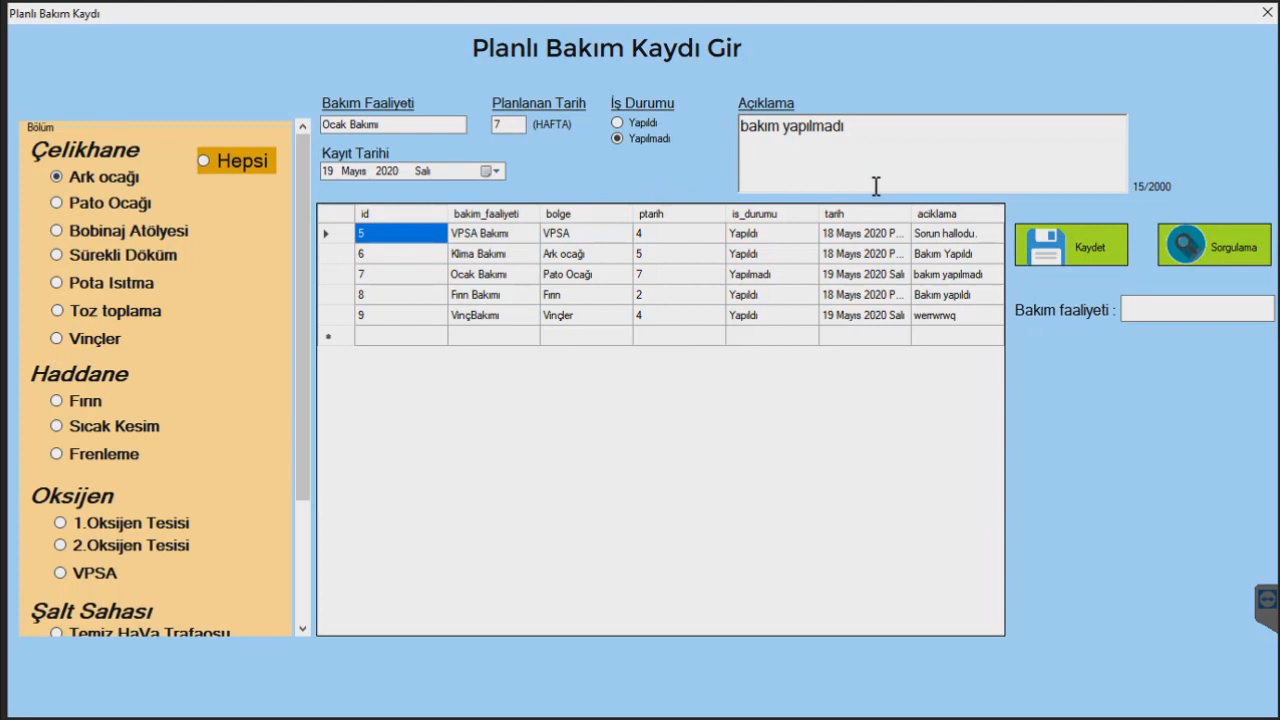 Planlı Bakım Kaydı
Planlı Bakım Kaydı Gir
Bakım Faaliyeti
Planlanan Tarih
İş Durumu
Açıklama
Ocak Bakımı
7
(HAFTA)
Yapıldı
Yapılmadı
bakım yapılmadı
Kayıt Tarihi
19 Mayıs 2020 Salı
15/2000
Bölüm
Çelikhane
Hepsi
Ark ocağı
Pato Ocağı
Bobinaj Atölyesi
Sürekli Döküm
Pota Isıtma
Toz toplama
Vinçler
Haddane
Fırın
Sıcak Kesim
Frenleme
Oksijen
1.Oksijen Tesisi
2.Oksijen Tesisi
VPSA
Şalt Sahası
Temiz HaVa Trafaosu
id bakim_faaliyeti bolge ptarih is_durumu tarih aciklama
5 VPSA Bakımı VPSA 4 Yapıldı 18 Mayıs 2020 P... Sorun hallodu.
6 Klima Bakımı Ark ocağı 5 Yapıldı 18 Mayıs 2020 P... Bakım Yapıldı
7 Ocak Bakımı Pato Ocağı 7 Yapılmadı 19 Mayıs 2020 Salı bakım yapılmadı
8 Fırın Bakımı Fırın 2 Yapıldı 18 Mayıs 2020 P... Bakım yapıldı
9 VinçBakımı Vinçler 4 Yapıldı 19 Mayıs 2020 Salı werrwrwq
Kaydet
Sorgulama
Bakım faaliyeti :